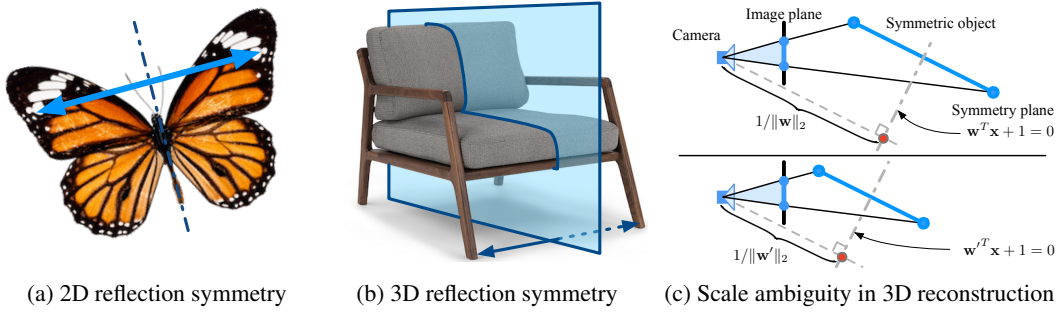 Image plane
Camera
Symmetric object
Symmetry plane
1/‖w‖₂
wᵀx + 1 = 0
1/‖w′‖₂
w′ᵀx + 1 = 0
(a) 2D reflection symmetry
(b) 3D reflection symmetry
(c) Scale ambiguity in 3D reconstruction